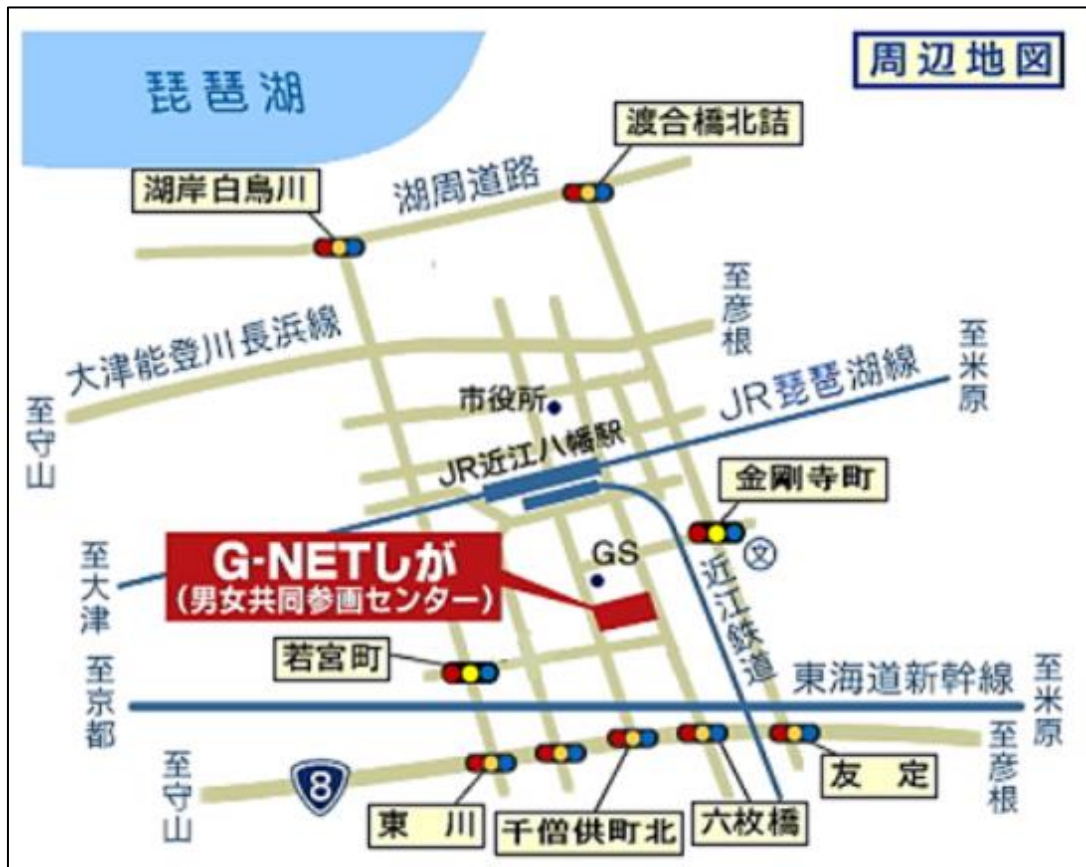 周辺地図
琵琶湖
渡合橋北詰
湖岸白鳥川
湖周道路
至彦根
大津能登川長浜線
至米原
JR琵琶湖線
市役所
至守山
JR近江八幡駅
金剛寺町
G-NETしが
(男女共同参画センター)
GS
文
至大津
近江鉄道
若宮町
東海道新幹線
至京都
至米原
至守山
8
東川
千僧供町北
六枚橋
友定
至彦根